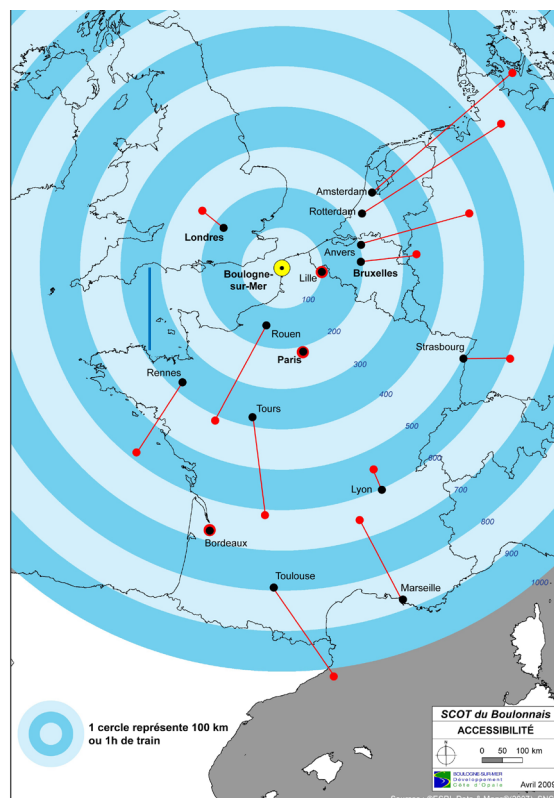 Amsterdam
Rotterdam
Londres
Anvers
Boulogne-
sur-Mer
Lille
Bruxelles
100
200
300
400
500
600
700
800
900
1000
Rouen
Paris
Strasbourg
Rennes
Tours
Lyon
Bordeaux
Toulouse
Marseille
1 cercle représente 100 km
ou 1h de train
SCOT du Boulonnais
ACCESSIBILITÉ
N
0 50 100 km
BOULOGNE-SUR-MER
Développement
Côte d'Opale
Avril 2009